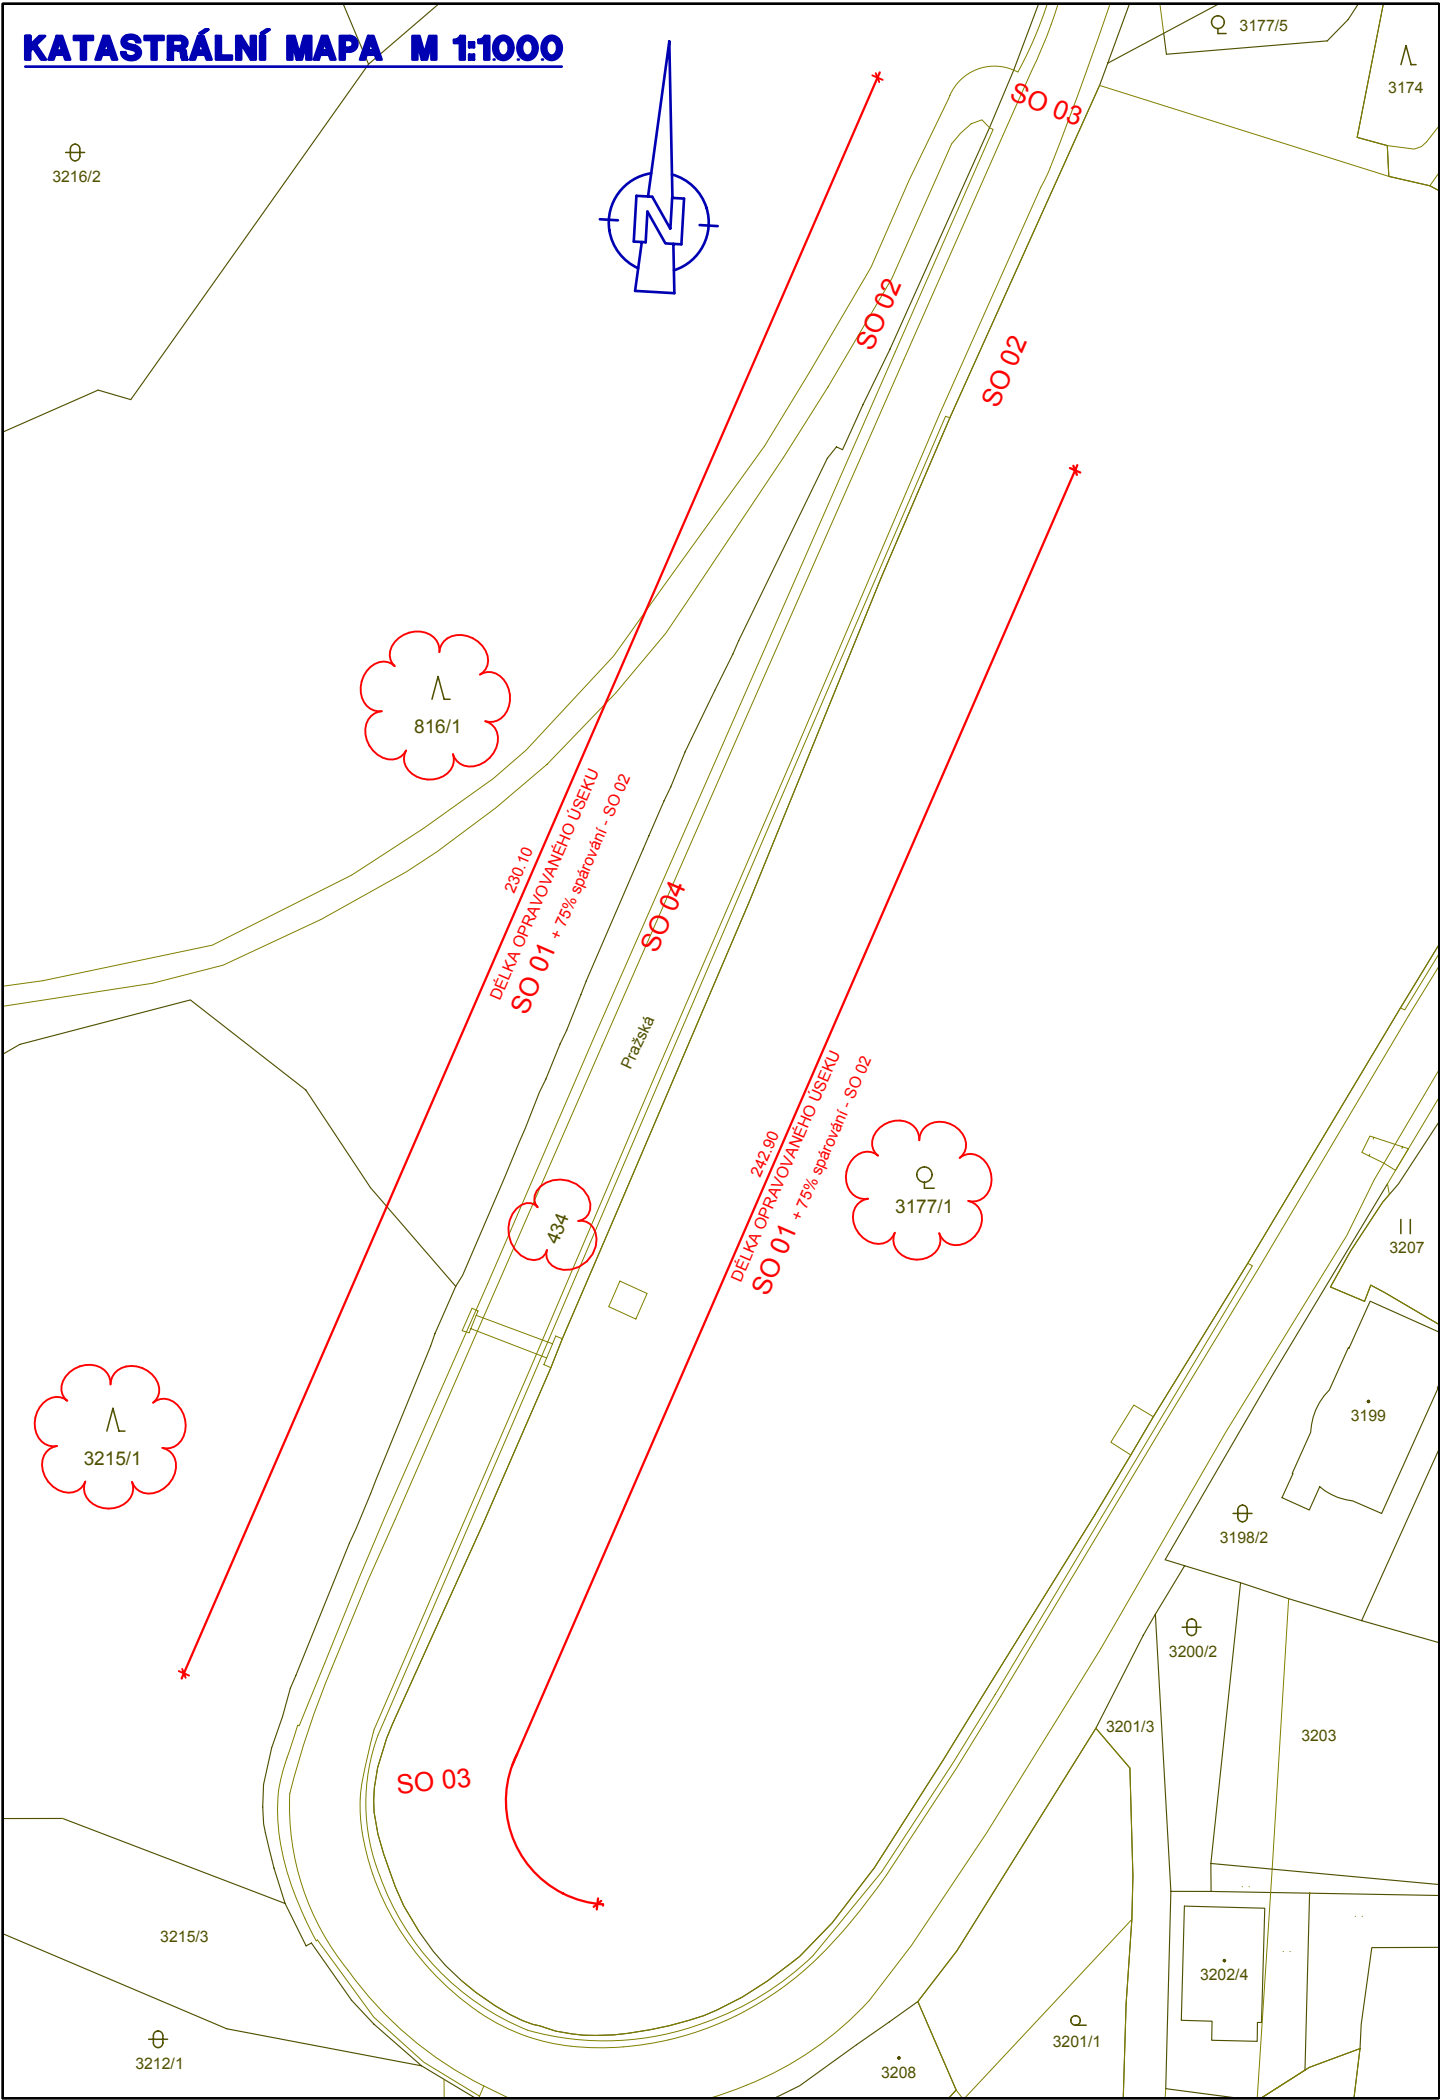 KATASTRÁLNÍ MAPA M 1:1000
3177/5
3174
SO 03
3216/2
N
SO 02
SO 02
816/1
230.10
DÉLKA OPRAVOVANÉHO ÚSEKU
SO 01 + 75% spárování - SO 02
SO 04
Pražská
242.90
DÉLKA OPRAVOVANÉHO ÚSEKU
SO 01 + 75% spárování - SO 02
3177/1
434
3207
3199
3215/1
3198/2
3200/2
3201/3
3203
SO 03
3215/3
3202/4
3201/1
3212/1
3208